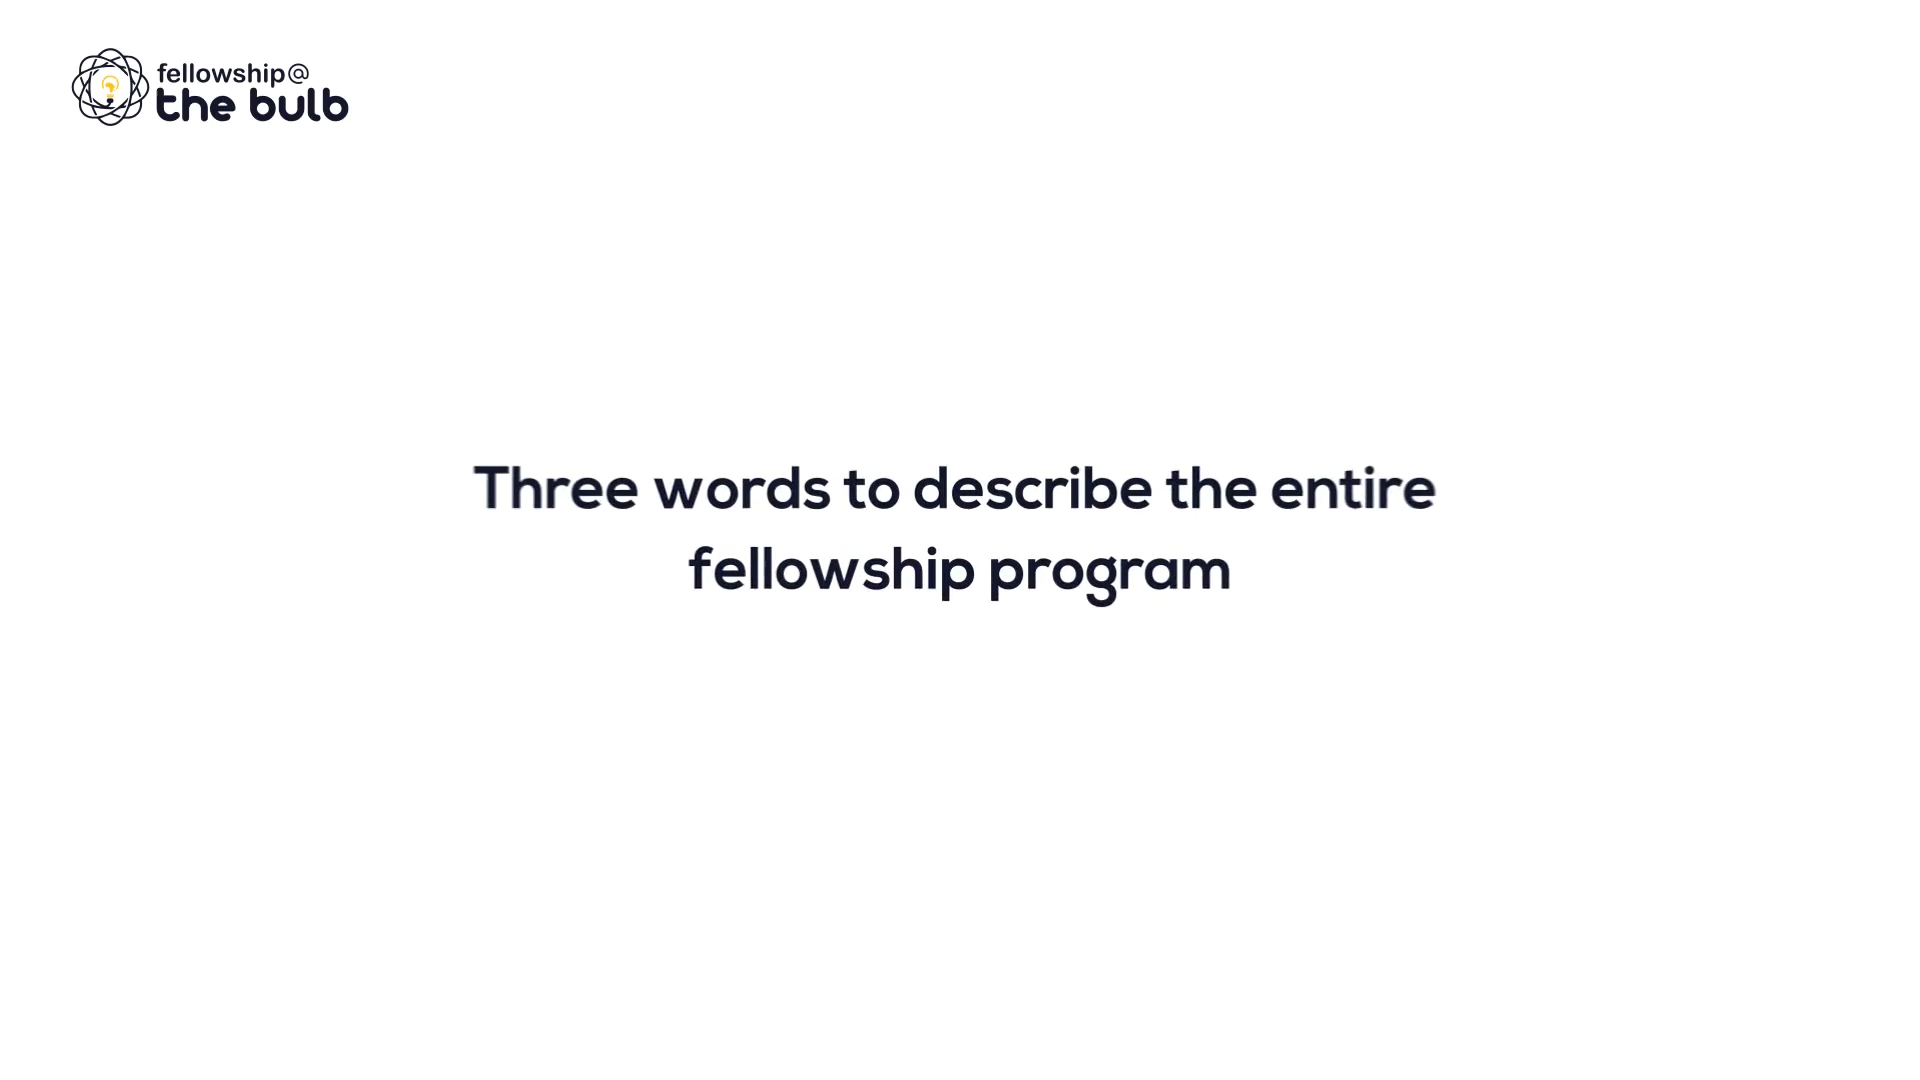 fellowship@
the bulb
Three words to describe the entire
fellowship program